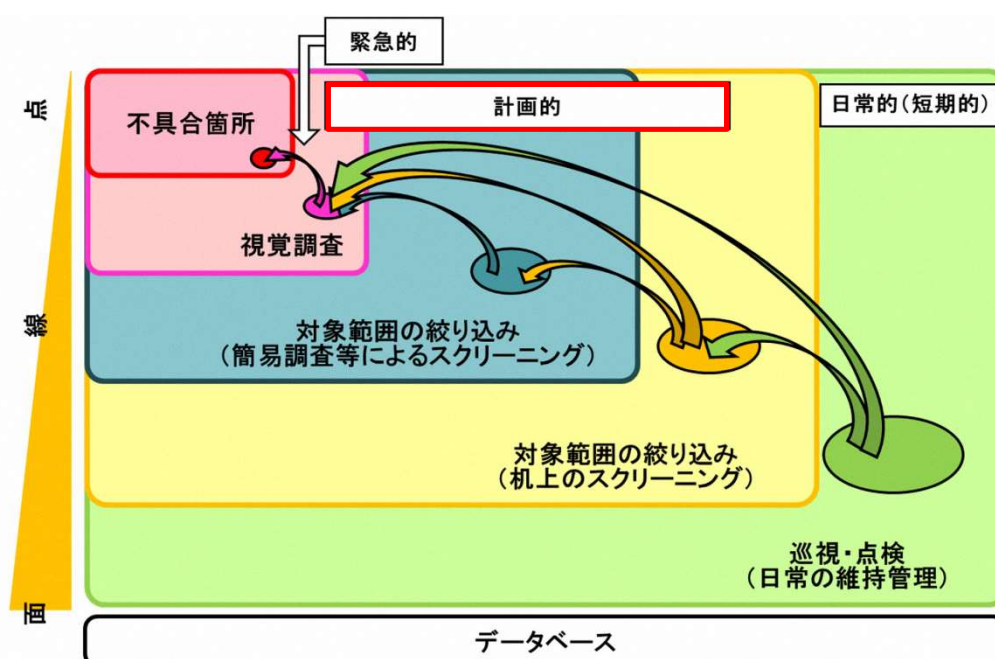 緊急的
計画的
日常的(短期的)
点
線
面
不具合箇所
視覚調査
対象範囲の絞り込み
(簡易調査等によるスクリーニング)
対象範囲の絞り込み
(机上のスクリーニング)
巡視・点検
(日常の維持管理)
データベース